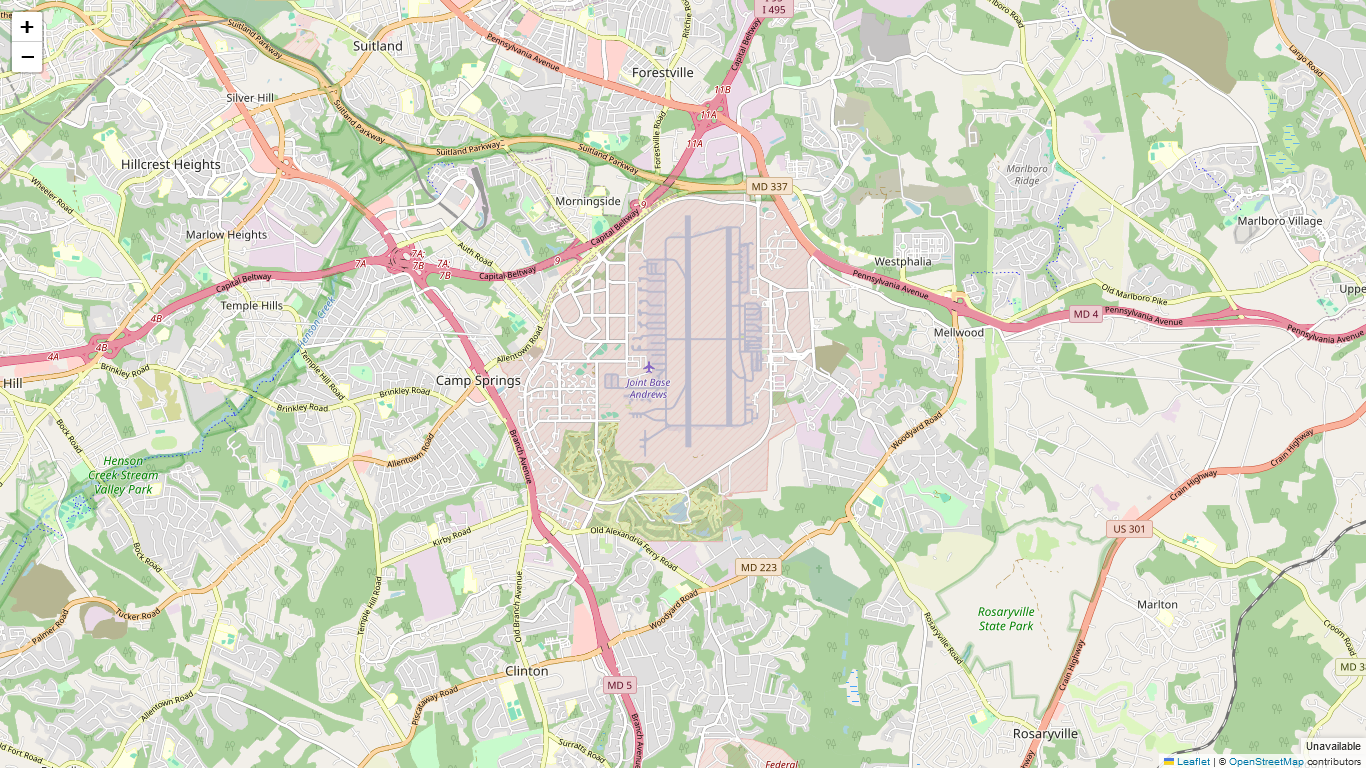 +
−
Suitland
Suitland Parkway
Pennsylvania Avenue
I 495
Capital Beltway
Ritchie
Forestville
Marlboro Road
Largo Road
Silver Hill
11B
11A
11A
Suitland Parkway
Suitland Parkway
Suitland Parkway
Forestville Road
Hillcrest Heights
Wheeler Road
MD 337
Marlboro
Ridge
Morningside
9
Capital Beltway
Marlboro Village
Marlow Heights
Auth Road
7A
7A;
7B
7A;
7B
9
Capital Beltway
Westphalia
Pennsylvania Avenue
Old Marlboro Pike
Uppe
Capital Beltway
Temple Hills
Henson Creek
4B
4B
4A
MD 4
Pennsylvania Avenue
Pennsylvania Avenue
Mellwood
Allentown Road
Hill
Brinkley Road
Temple Hill Road
Camp Springs
Joint Base
Andrews
Brinkley Road
Brinkley Road
Bock Road
Branch Avenue
Allentown Road
Woodyard Road
Crain Highway
Crain Highway
Henson
Creek Stream
Valley Park
US 301
Kirby Road
Old Alexandria Ferry Road
Bock Road
MD 223
Temple Hill Road
Old Branch Avenue
Woodyard Road
Tucker Road
Palmer Road
Rosaryville
State Park
Rosaryville Road
Marlton
Croom Road
Crain Highway
Clinton
MD 5
MD 38
Piscataway Road
Allentown Road
Branch Avenue
Surratts Road
Rosaryville
ld Fort Road
Federal
Unavailable
Leaflet | © OpenStreetMap contributors